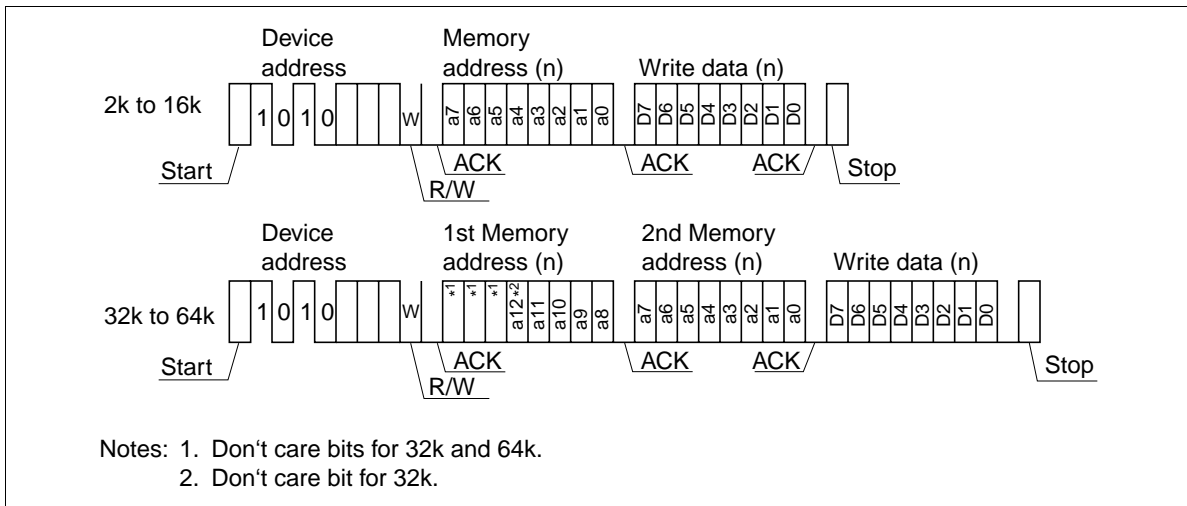 Device address
Memory address (n)
Write data (n)
2k to 16k
1 0 1 0 W a7 a6 a5 a4 a3 a2 a1 a0 D7 D6 D5 D4 D3 D2 D1 D0
Start
R/W
ACK
ACK
ACK
Stop
Device address
1st Memory address (n)
2nd Memory address (n)
Write data (n)
32k to 64k
1 0 1 0 W *1 *1 *1 a12*2 a11 a10 a9 a8 a7 a6 a5 a4 a3 a2 a1 a0 D7 D6 D5 D4 D3 D2 D1 D0
Start
R/W
ACK
ACK
ACK
Stop
Notes: 1. Don‘t care bits for 32k and 64k.
2. Don‘t care bit for 32k.